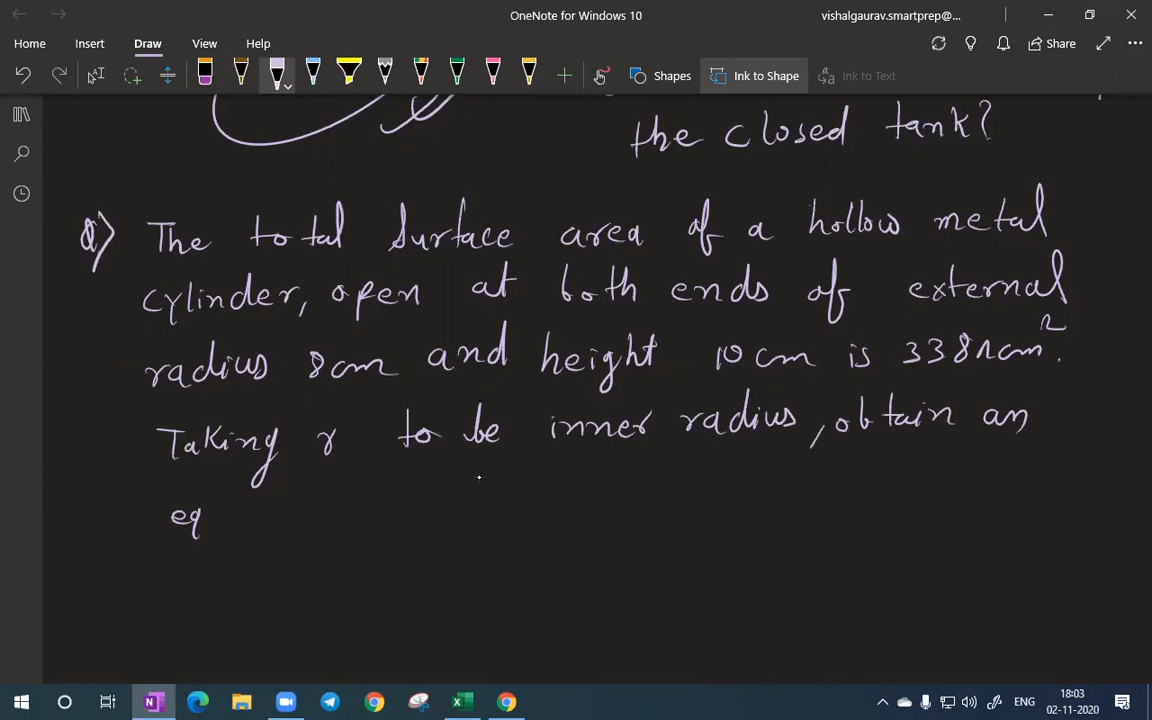 OneNote for Windows 10
vishalgaurav.smartprep@...
Home Insert Draw View Help
Share
Shapes Ink to Shape Ink to Text
the closed tank?
Q) The total surface area of a hollow metal
cylinder, open at both ends of external
radius 8cm and height 10 cm is 338πcm².
Taking r to be inner radius, obtain an
eq
ENG
18:03
02-11-2020